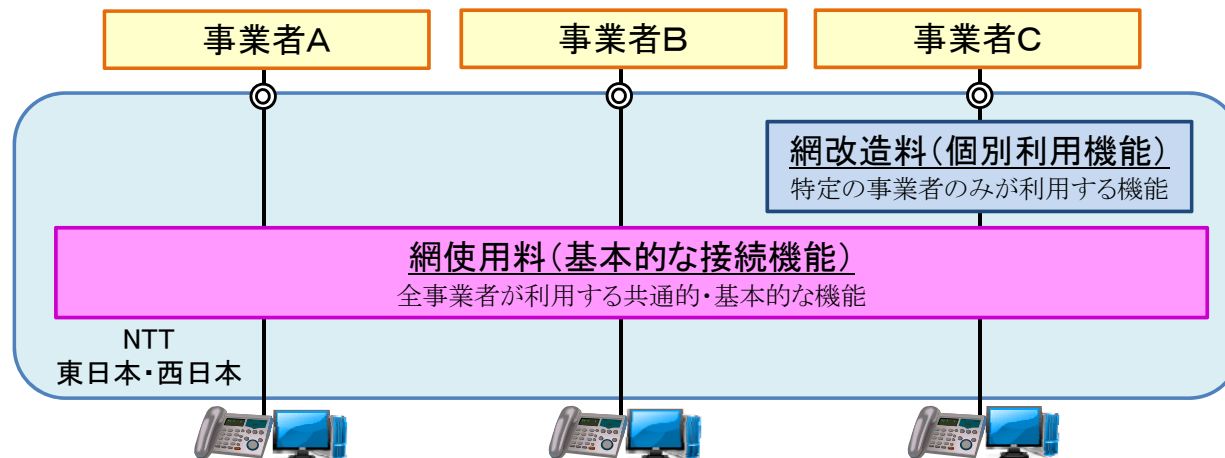 事業者A
事業者B
事業者C
網改造料(個別利用機能)
特定の事業者のみが利用する機能
網使用料(基本的な接続機能)
全事業者が利用する共通的・基本的な機能
NTT
東日本・西日本